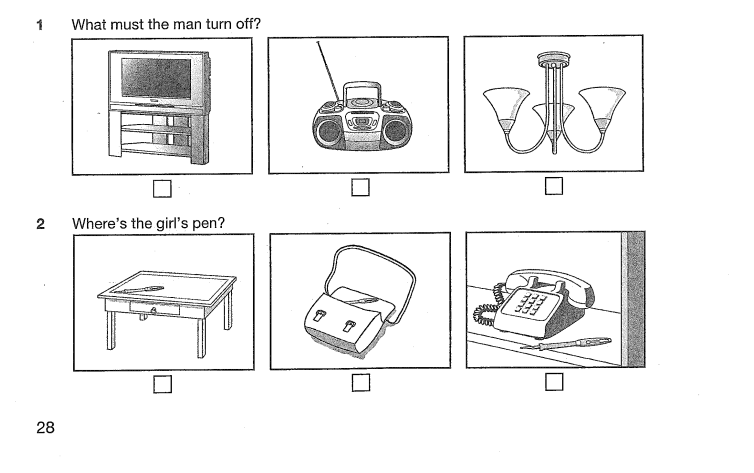 1 What must the man turn off?
2 Where's the girl's pen?
28